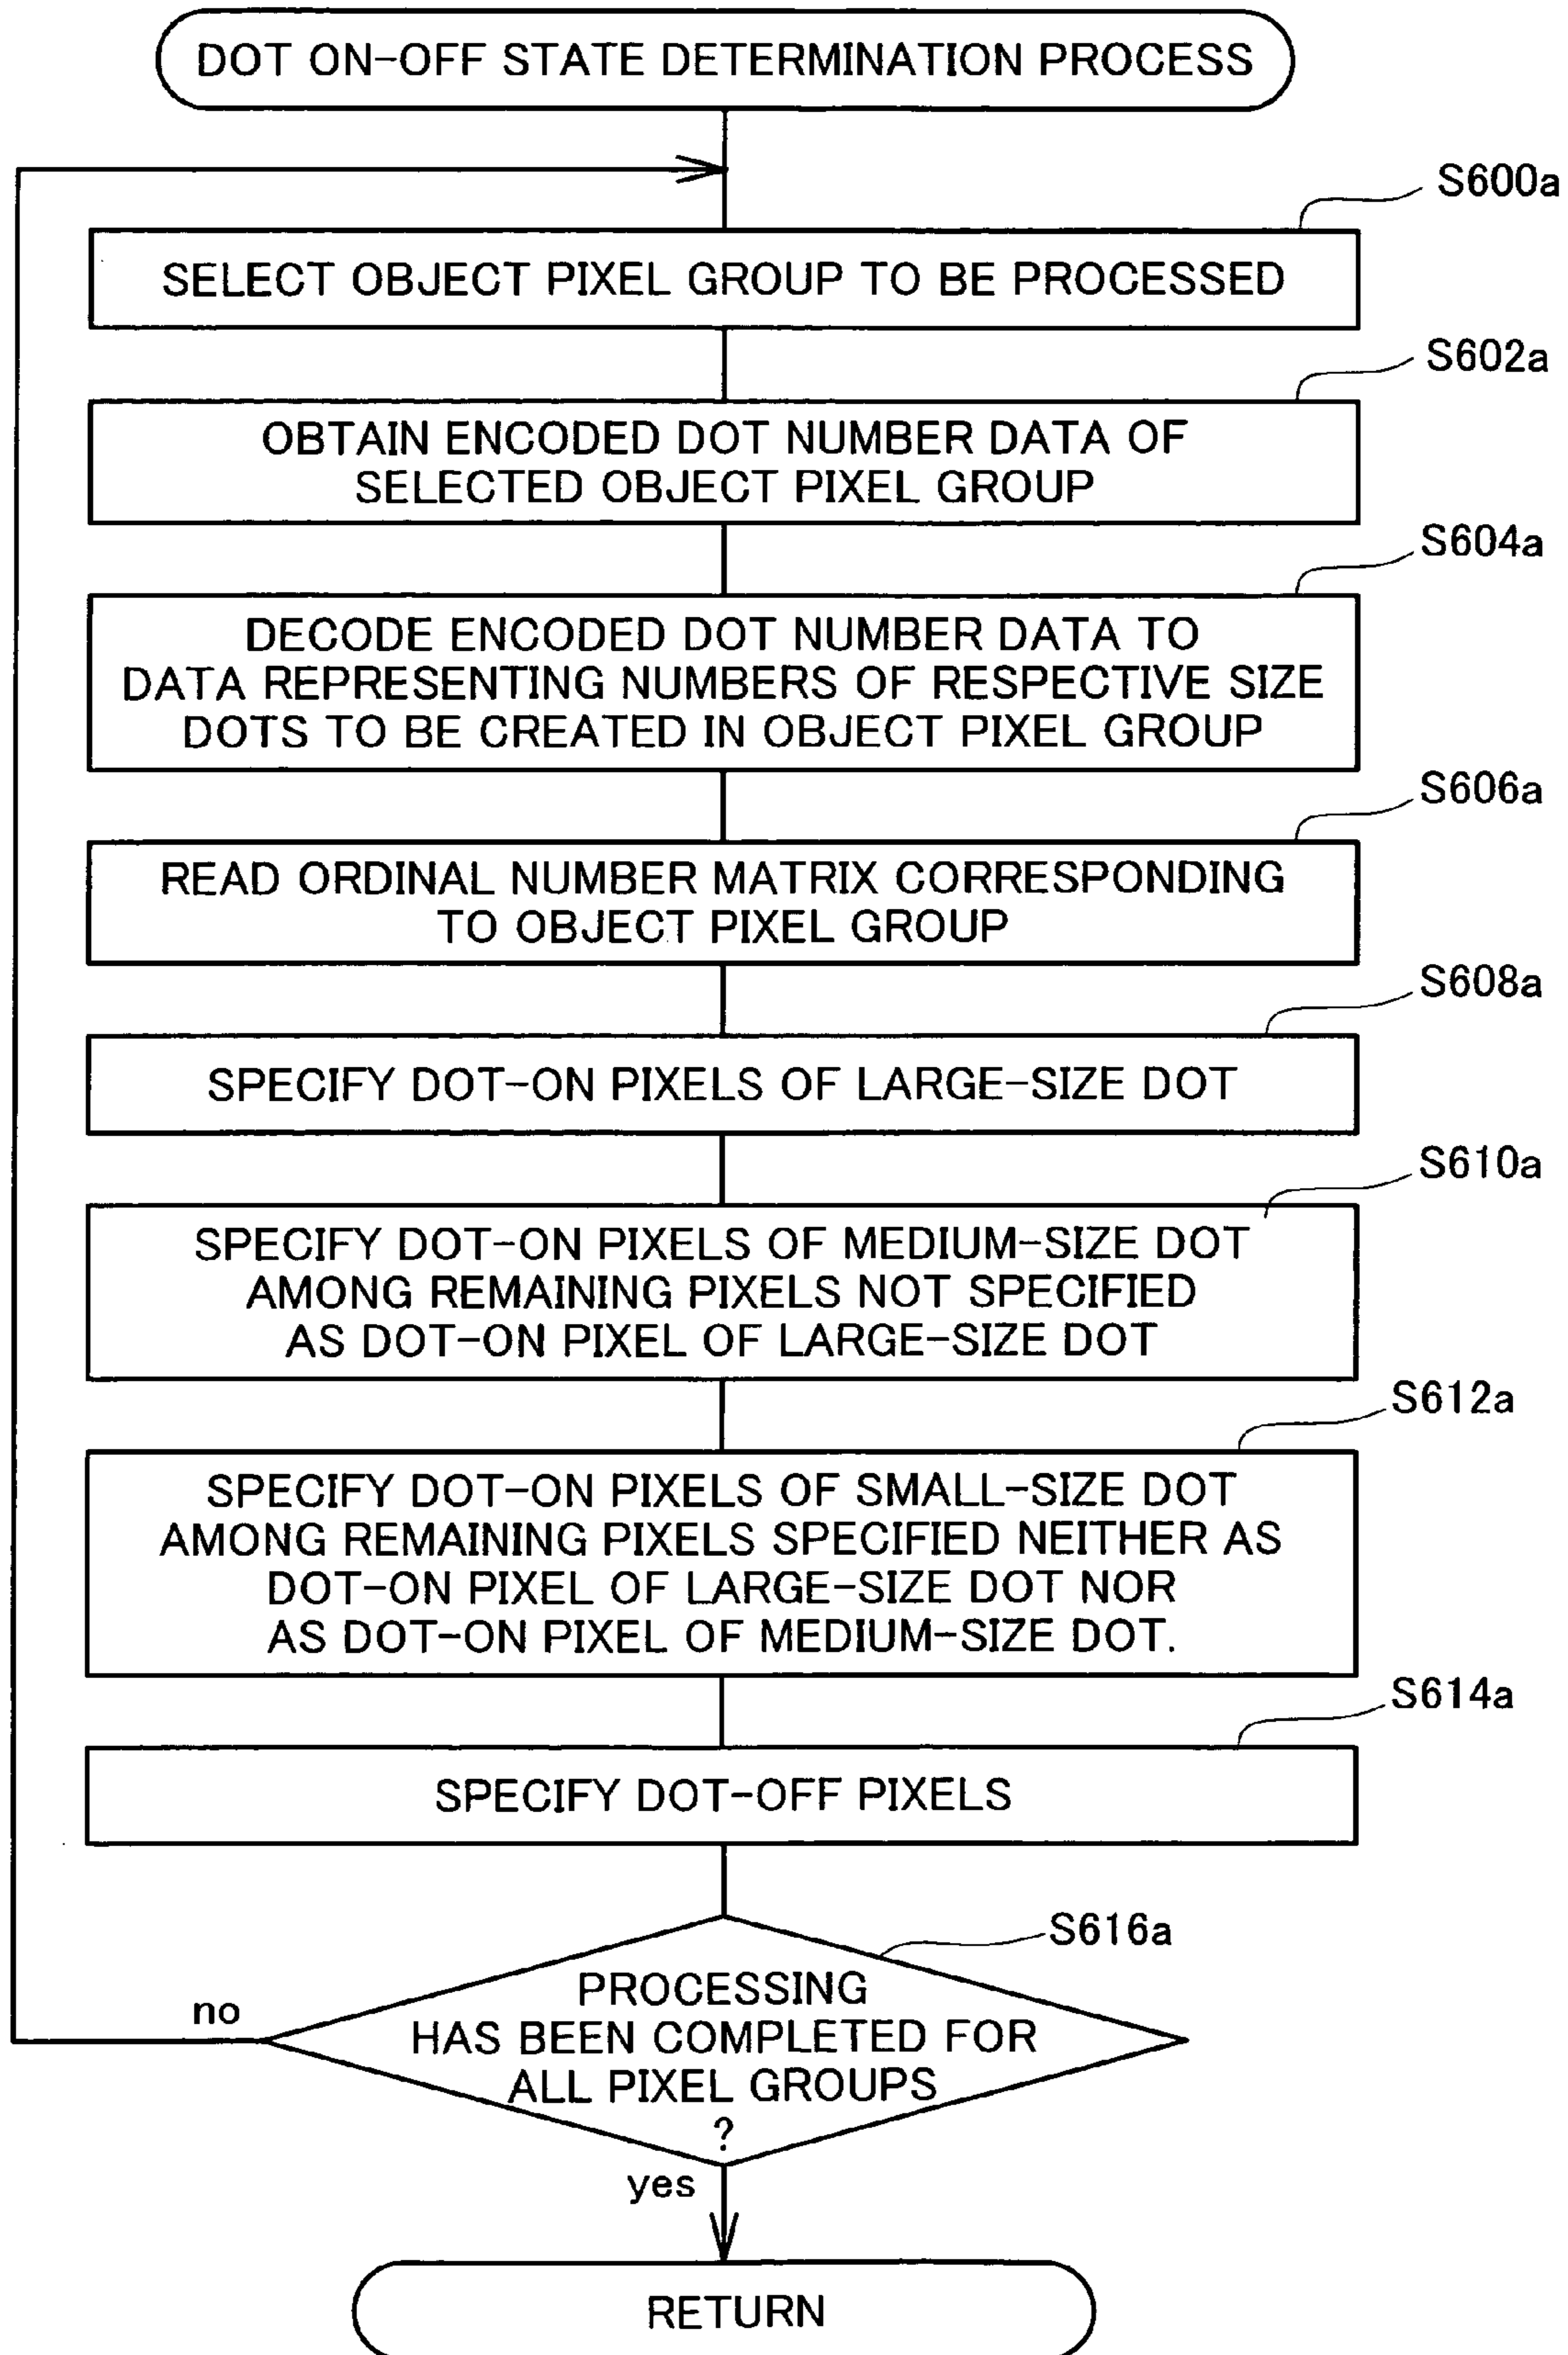 DOT ON-OFF STATE DETERMINATION PROCESS
S600a
SELECT OBJECT PIXEL GROUP TO BE PROCESSED
S602a
OBTAIN ENCODED DOT NUMBER DATA OF
SELECTED OBJECT PIXEL GROUP
S604a
DECODE ENCODED DOT NUMBER DATA TO
DATA REPRESENTING NUMBERS OF RESPECTIVE SIZE
DOTS TO BE CREATED IN OBJECT PIXEL GROUP
S606a
READ ORDINAL NUMBER MATRIX CORRESPONDING
TO OBJECT PIXEL GROUP
S608a
SPECIFY DOT-ON PIXELS OF LARGE-SIZE DOT
S610a
SPECIFY DOT-ON PIXELS OF MEDIUM-SIZE DOT
AMONG REMAINING PIXELS NOT SPECIFIED
AS DOT-ON PIXEL OF LARGE-SIZE DOT
S612a
SPECIFY DOT-ON PIXELS OF SMALL-SIZE DOT
AMONG REMAINING PIXELS SPECIFIED NEITHER AS
DOT-ON PIXEL OF LARGE-SIZE DOT NOR
AS DOT-ON PIXEL OF MEDIUM-SIZE DOT.
S614a
SPECIFY DOT-OFF PIXELS
S616a
PROCESSING
no
HAS BEEN COMPLETED FOR
ALL PIXEL GROUPS
?
yes
RETURN